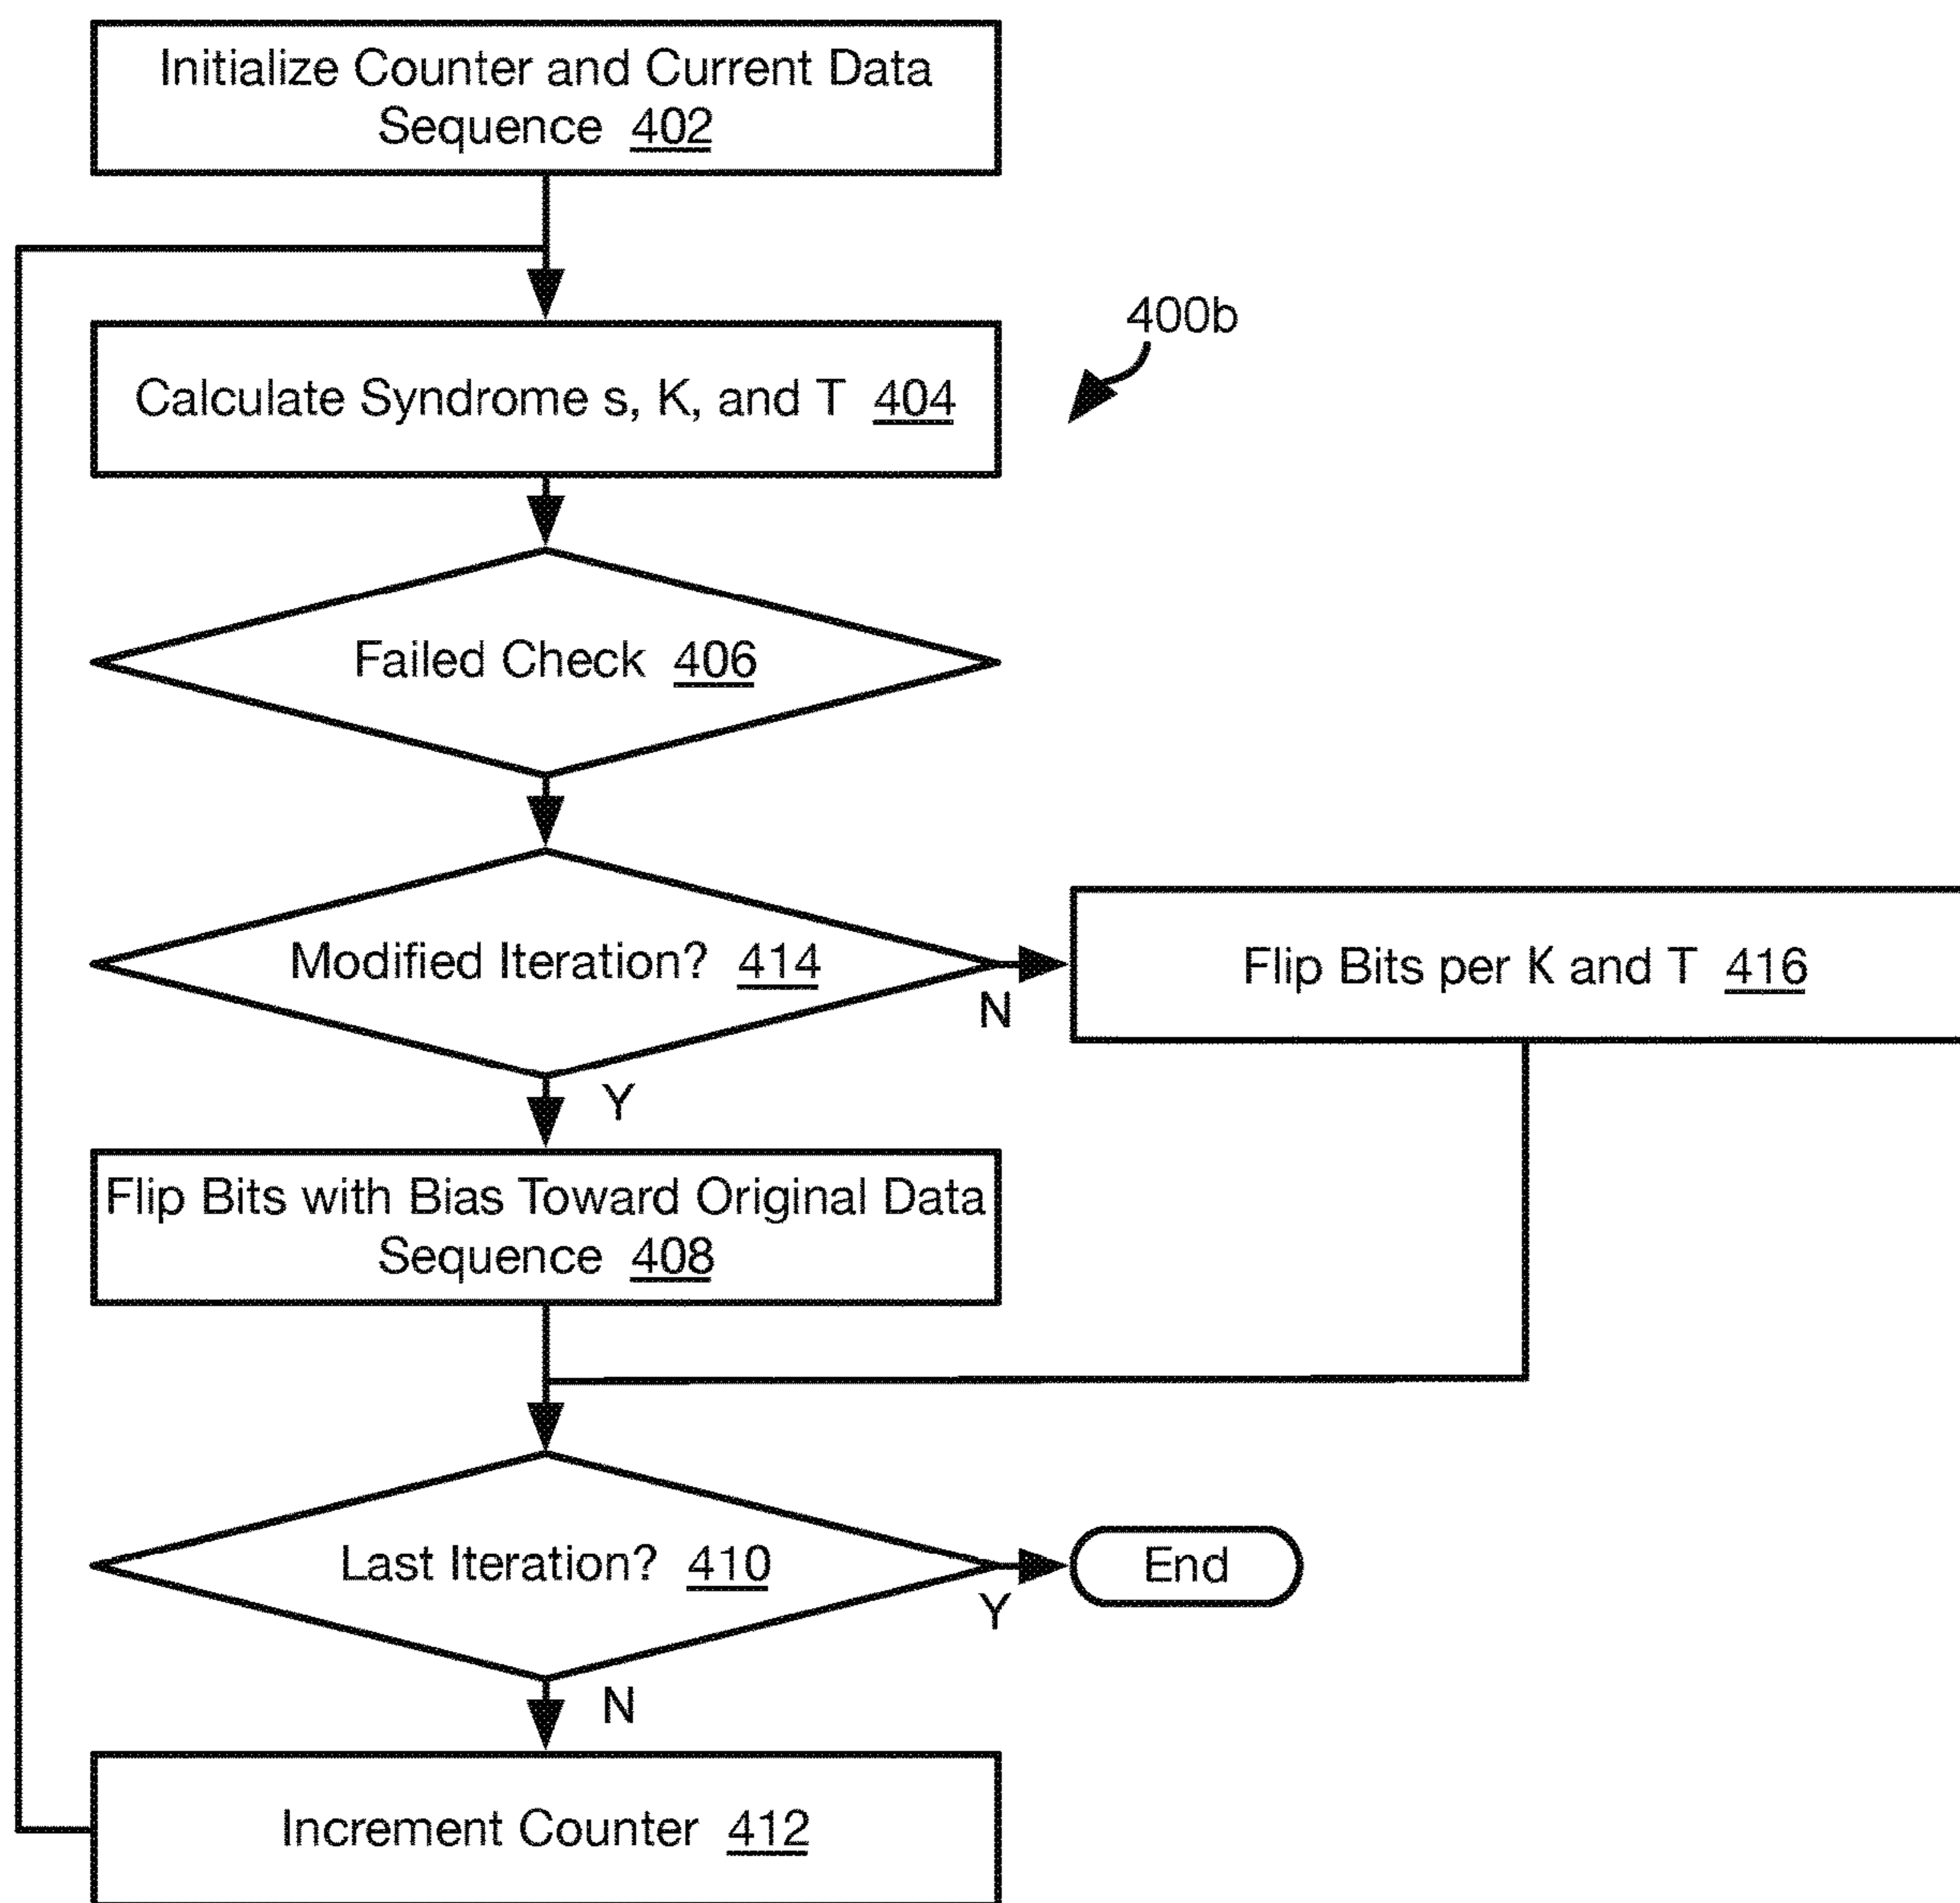 Initialize Counter and Current Data
Sequence 402
400b
Calculate Syndrome s, K, and T 404
Failed Check 406
Modified Iteration? 414
N
Flip Bits per K and T 416
Y
Flip Bits with Bias Toward Original Data
Sequence 408
Last Iteration? 410
Y
End
N
Increment Counter 412